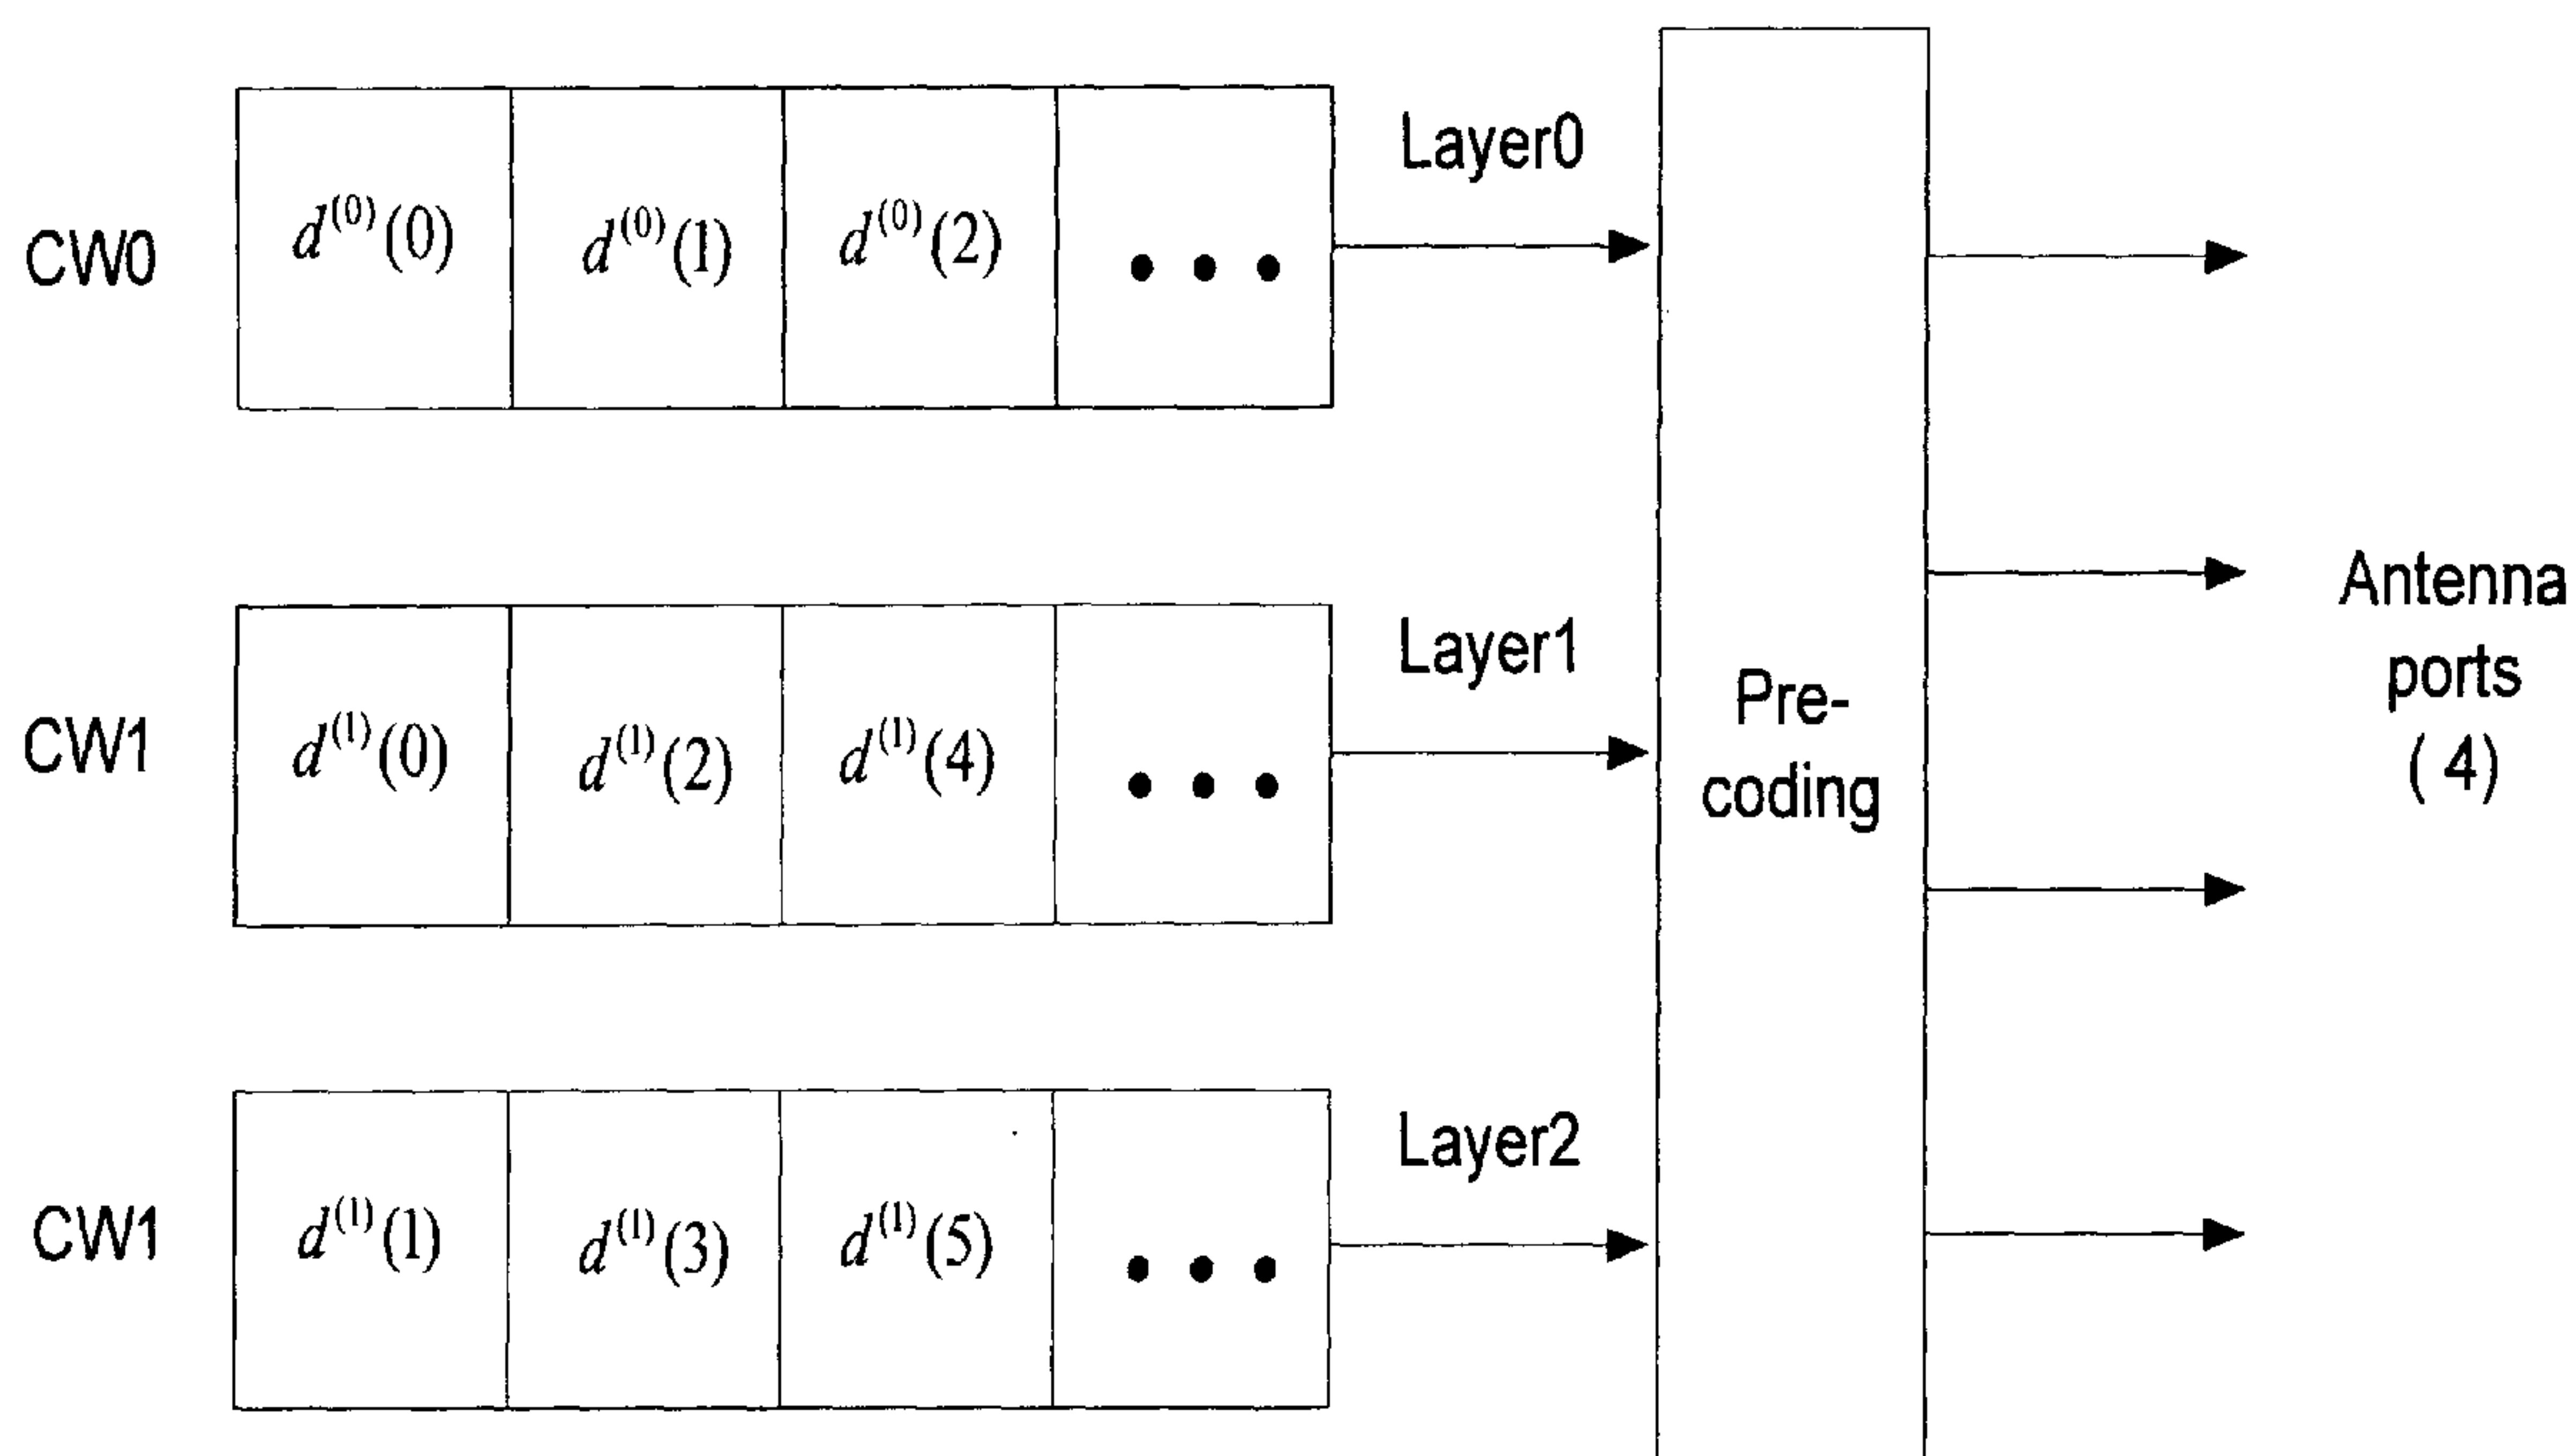 Layer0
CW0 d^{(0)}(0) d^{(0)}(1) d^{(0)}(2) • • •
Layer1
CW1 d^{(1)}(0) d^{(1)}(2) d^{(1)}(4) • • •
Layer2
CW1 d^{(1)}(1) d^{(1)}(3) d^{(1)}(5) • • •
Pre-
coding
Antenna
ports
( 4)